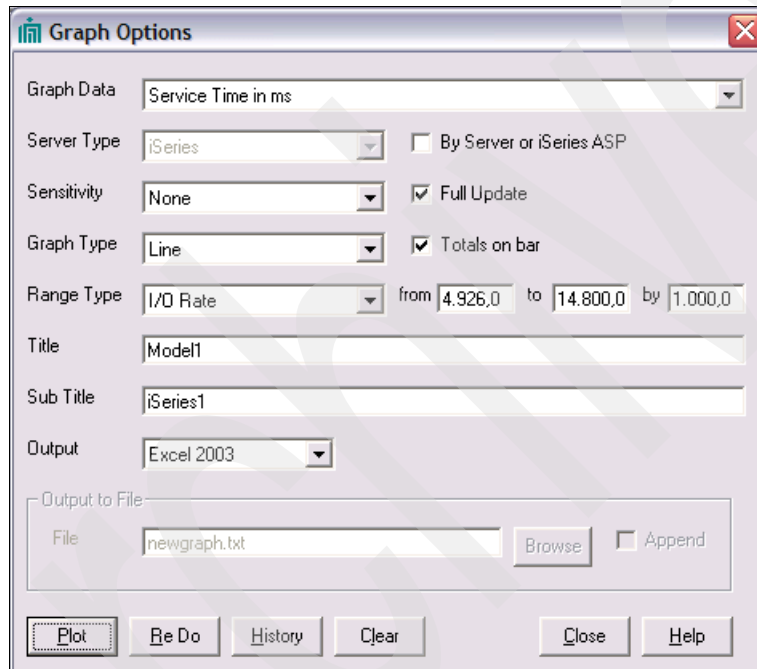 Graph Options
Graph Data Service Time in ms
Server Type iSeries By Server or iSeries ASP
Sensitivity None Full Update
Graph Type Line Totals on bar
Range Type I/O Rate from 4.926,0 to 14.800,0 by 1.000,0
Title Model1
Sub Title iSeries1
Output Excel 2003
Output to File
File newgraph.txt Browse Append
Plot Re Do History Clear Close Help